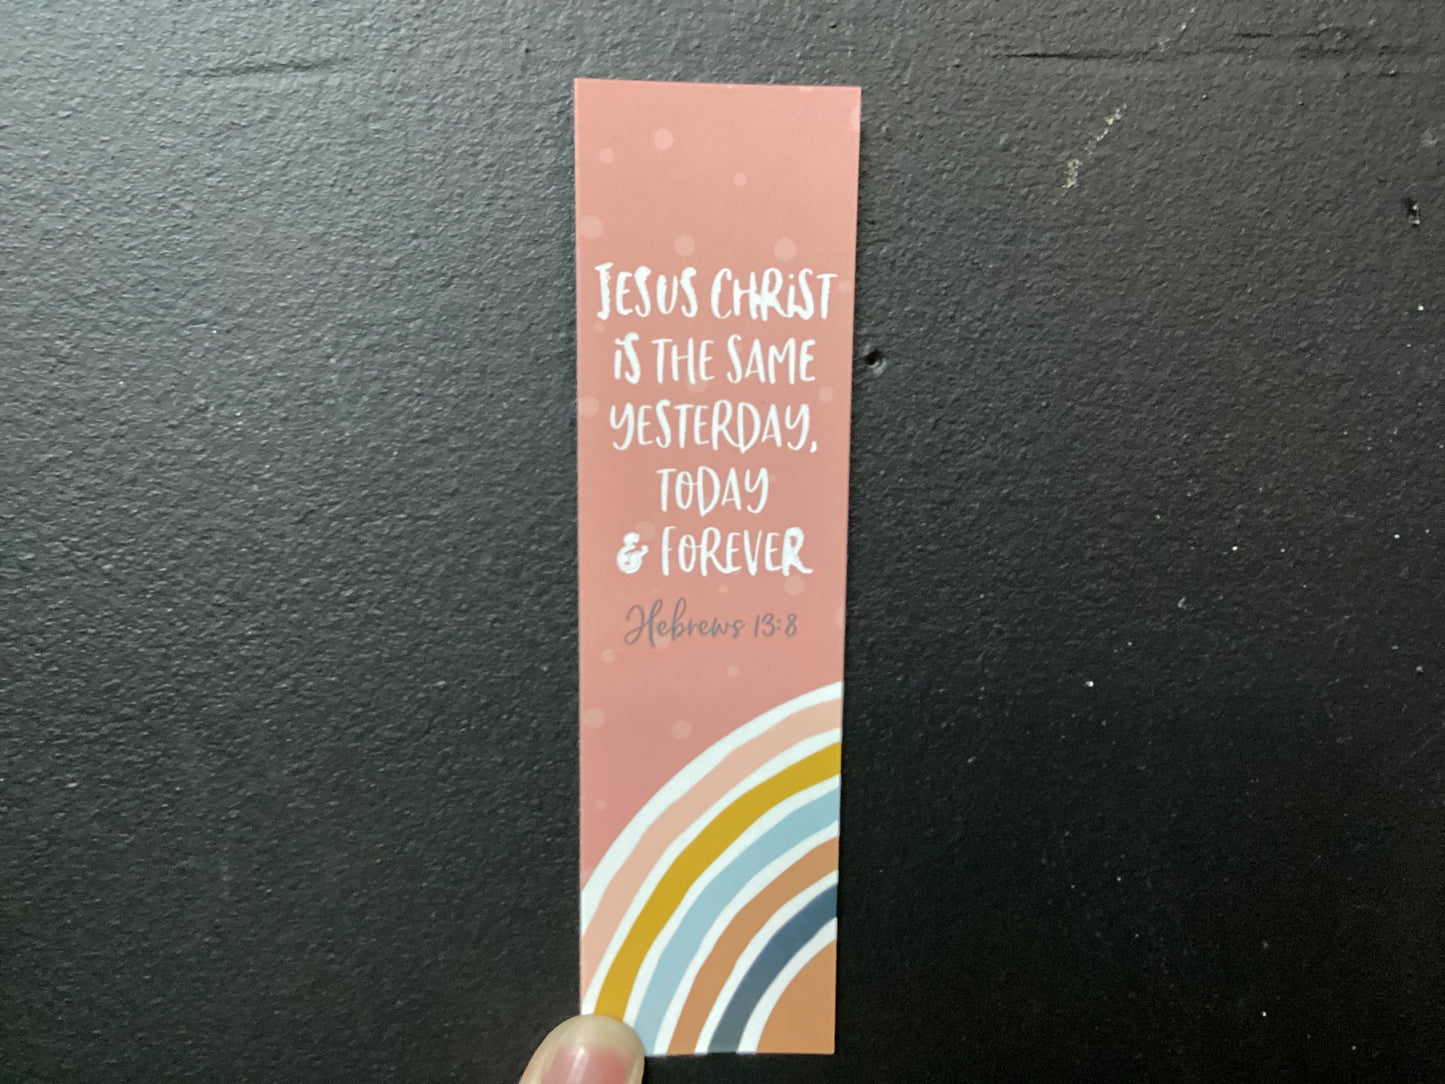 JESUS CHRiST
iS THE SAME
YESTERDAY,
TODAY
& FOREVER
Hebrews 13:8